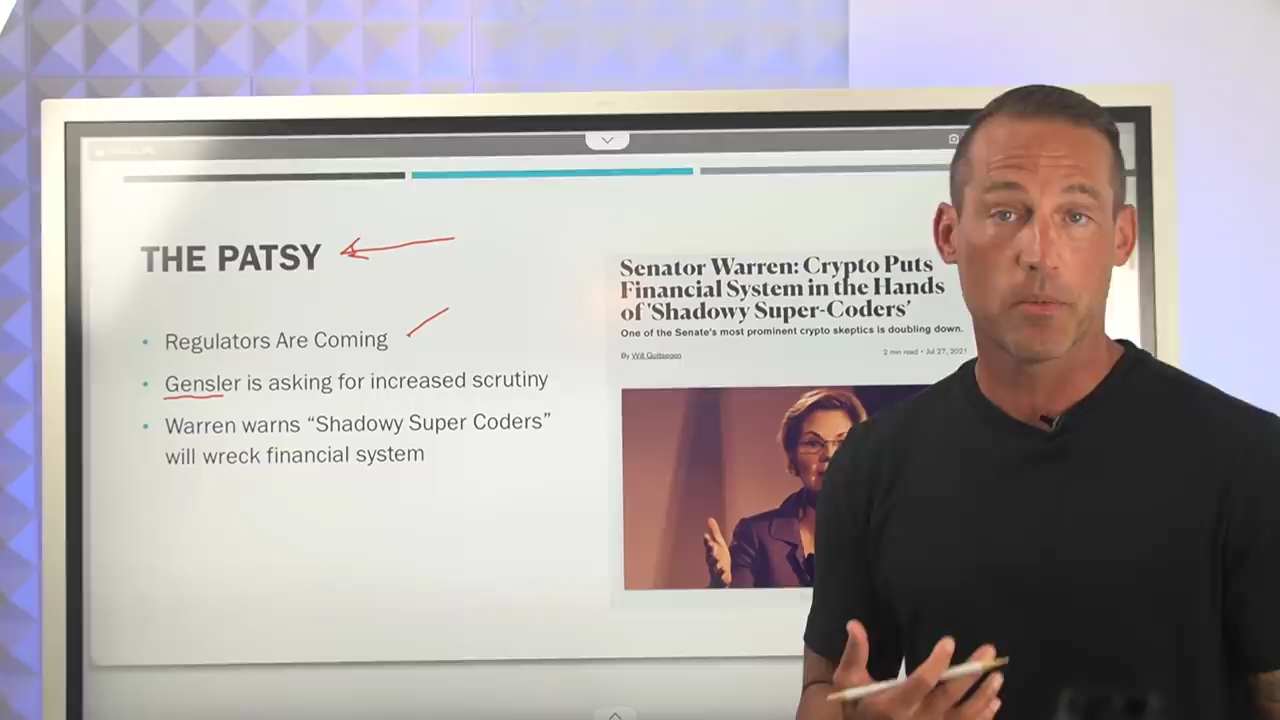 THE PATSY
• Regulators Are Coming
• Gensler is asking for increased scrutiny
• Warren warns “Shadowy Super Coders”
will wreck financial system
Senator Warren: Crypto Puts
Financial System in the Hands
of 'Shadowy Super-Coders'
One of the Senate's most prominent crypto skeptics is doubling down.
By Will Gottsegen
2 min read • Jul 27, 2021